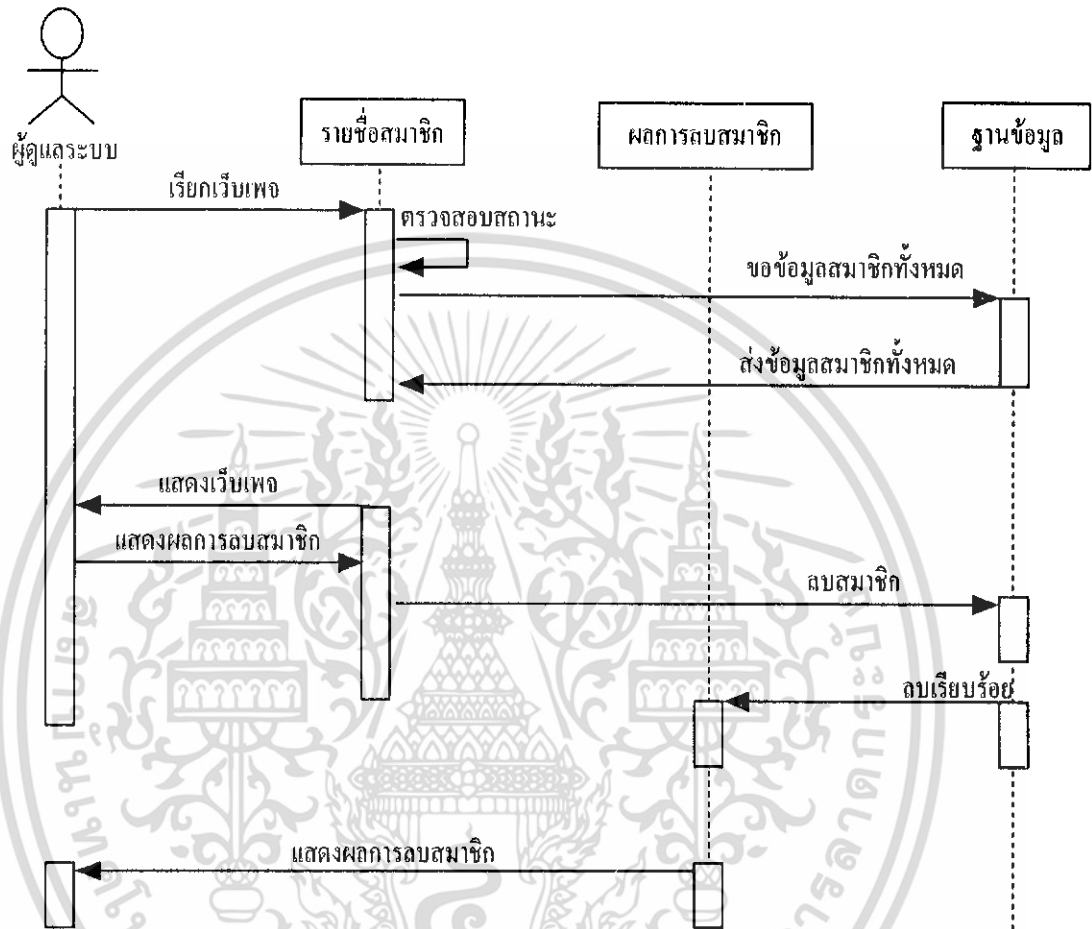 ผู้ดูแลระบบ
รายชื่อสมาชิก
ผลการลบสมาชิก
ฐานข้อมูล
เรียกเว็บเพจ
ตรวจสอบสถานะ
ขอข้อมูลสมาชิกทั้งหมด
ส่งข้อมูลสมาชิกทั้งหมด
แสดงเว็บเพจ
แสดงผลการลบสมาชิก
ลบสมาชิก
ลบเรียบร้อย
แสดงผลการลบสมาชิก